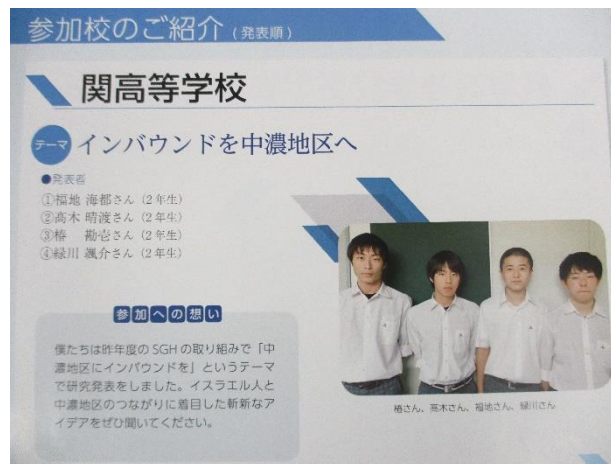 参加校のご紹介（発表順）
関高等学校
テーマ インバウンドを中濃地区へ
●発表者
①福地 海都さん（2年生）
②高木 晴渡さん（2年生）
③椿 勘壱さん（2年生）
④緑川 颯介さん（2年生）
参加への想い
僕たちは昨年度のSGHの取り組みで「中
濃地区にインバウンドを」というテーマ
で研究発表をしました。イスラエル人と
中濃地区のつながりに着目した斬新なア
イデアをぜひ聞いてください。
椿さん、高木さん、福地さん、緑川さん